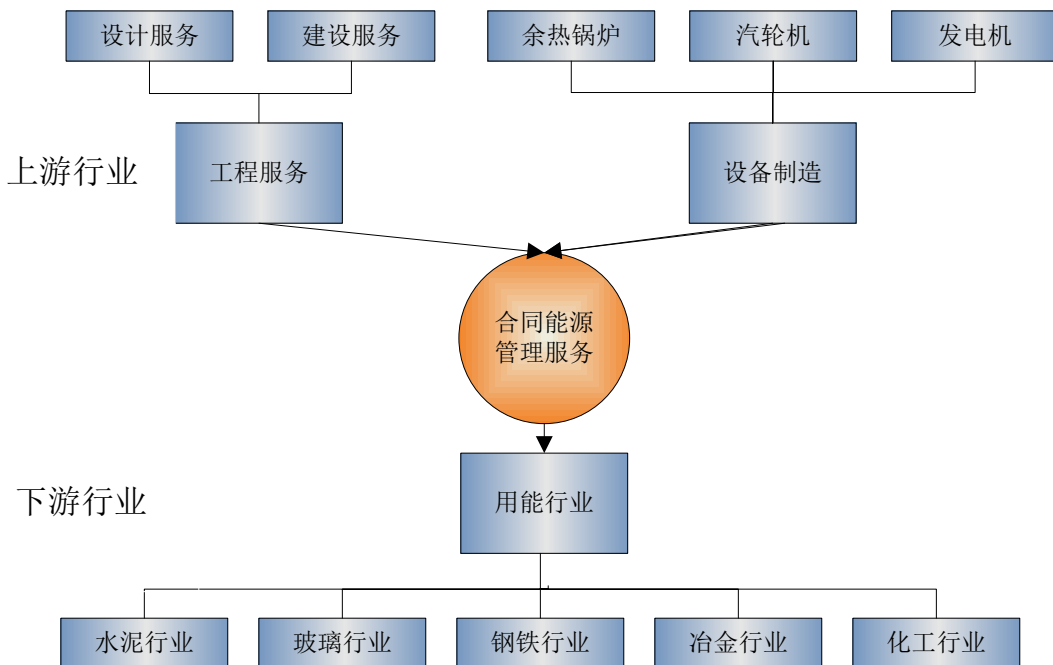 设计服务
建设服务
余热锅炉
汽轮机
发电机
上游行业
工程服务
设备制造
合同能源
管理服务
下游行业
用能行业
水泥行业
玻璃行业
钢铁行业
冶金行业
化工行业